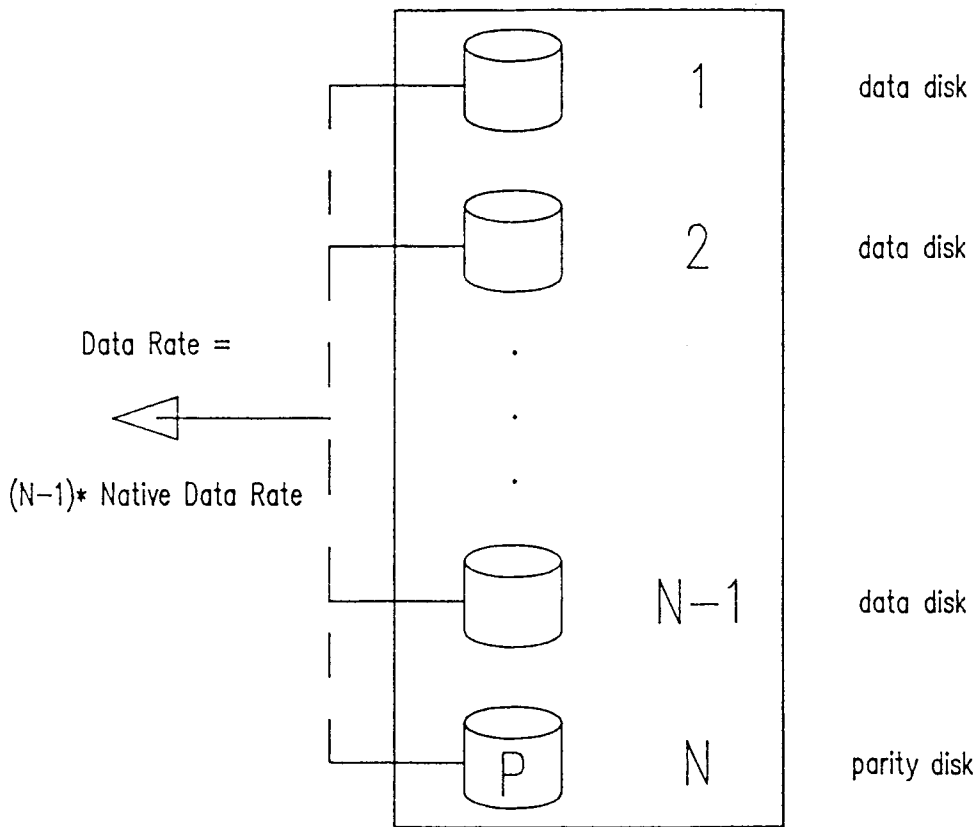 1 data disk
2 data disk
Data Rate =
(N-1)* Native Data Rate
N-1 data disk
P N parity disk